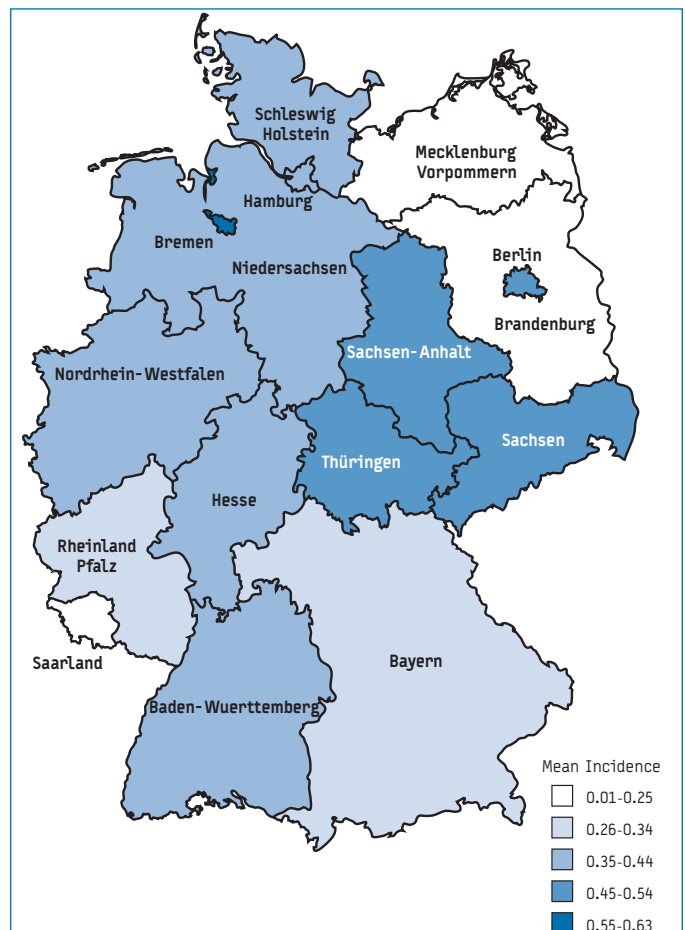 Schleswig
Holstein
Mecklenburg
Vorpommern
Hamburg
Bremen
Niedersachsen
Berlin
Brandenburg
Sachsen-Anhalt
Nordrhein-Westfalen
Sachsen
Thüringen
Hesse
Rheinland
Pfalz
Saarland
Bayern
Baden-Wuerttemberg
Mean Incidence
0.01-0.25
0.26-0.34
0.35-0.44
0.45-0.54
0.55-0.63